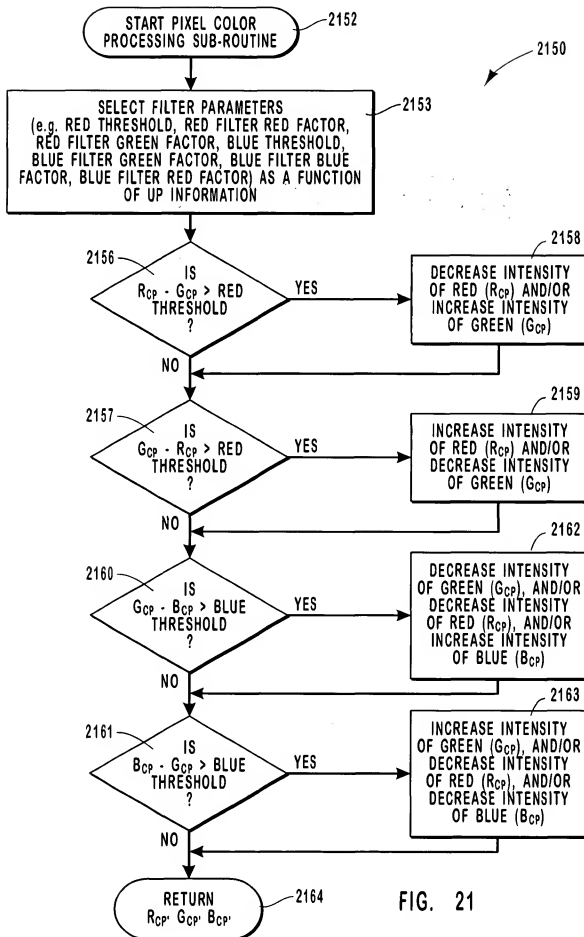 START PIXEL COLOR
PROCESSING SUB-ROUTINE
2152
2150
SELECT FILTER PARAMETERS
(e.g. RED THRESHOLD, RED FILTER RED FACTOR,
RED FILTER GREEN FACTOR, BLUE THRESHOLD,
BLUE FILTER GREEN FACTOR, BLUE FILTER BLUE
FACTOR, BLUE FILTER RED FACTOR) AS A FUNCTION
OF UP INFORMATION
2153
2156
IS
RCP - GCP > RED
THRESHOLD
?
YES
NO
2158
DECREASE INTENSITY
OF RED (RCP) AND/OR
INCREASE INTENSITY
OF GREEN (GCP)
2157
IS
GCP - RCP > RED
THRESHOLD
?
YES
NO
2159
INCREASE INTENSITY
OF RED (RCP) AND/OR
DECREASE INTENSITY
OF GREEN (GCP)
2160
IS
GCP - BCP > BLUE
THRESHOLD
?
YES
NO
2162
DECREASE INTENSITY
OF GREEN (GCP), AND/OR
DECREASE INTENSITY
OF RED (RCP), AND/OR
INCREASE INTENSITY
OF BLUE (BCP)
2161
IS
BCP - GCP > BLUE
THRESHOLD
?
YES
NO
2163
INCREASE INTENSITY
OF GREEN (GCP), AND/OR
DECREASE INTENSITY
OF RED (RCP), AND/OR
DECREASE INTENSITY
OF BLUE (BCP)
RETURN
RCP' GCP' BCP'
2164
FIG. 21